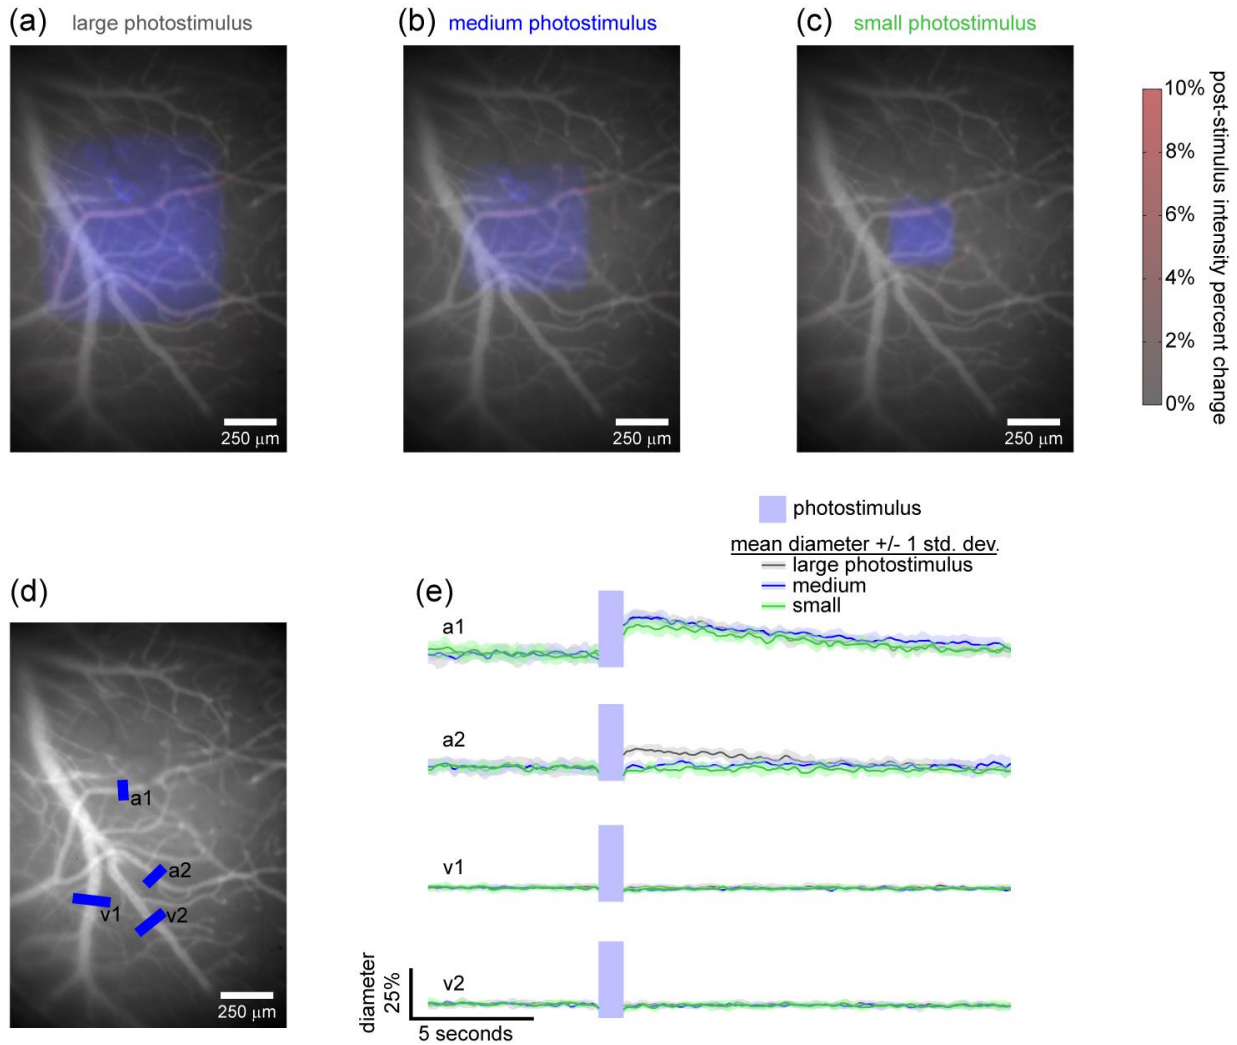 (a) large photostimulus
(b) medium photostimulus
(c) small photostimulus
10%
8%
6%
4%
2%
0%
post-stimulus intensity percent change
250 μm
250 μm
250 μm
photostimulus
mean diameter +/- 1 std. dev.
large photostimulus
medium
small
(d)
(e)
a1
a2
v1
v2
a1
a2
v1
v2
250 μm
diameter
25%
5 seconds